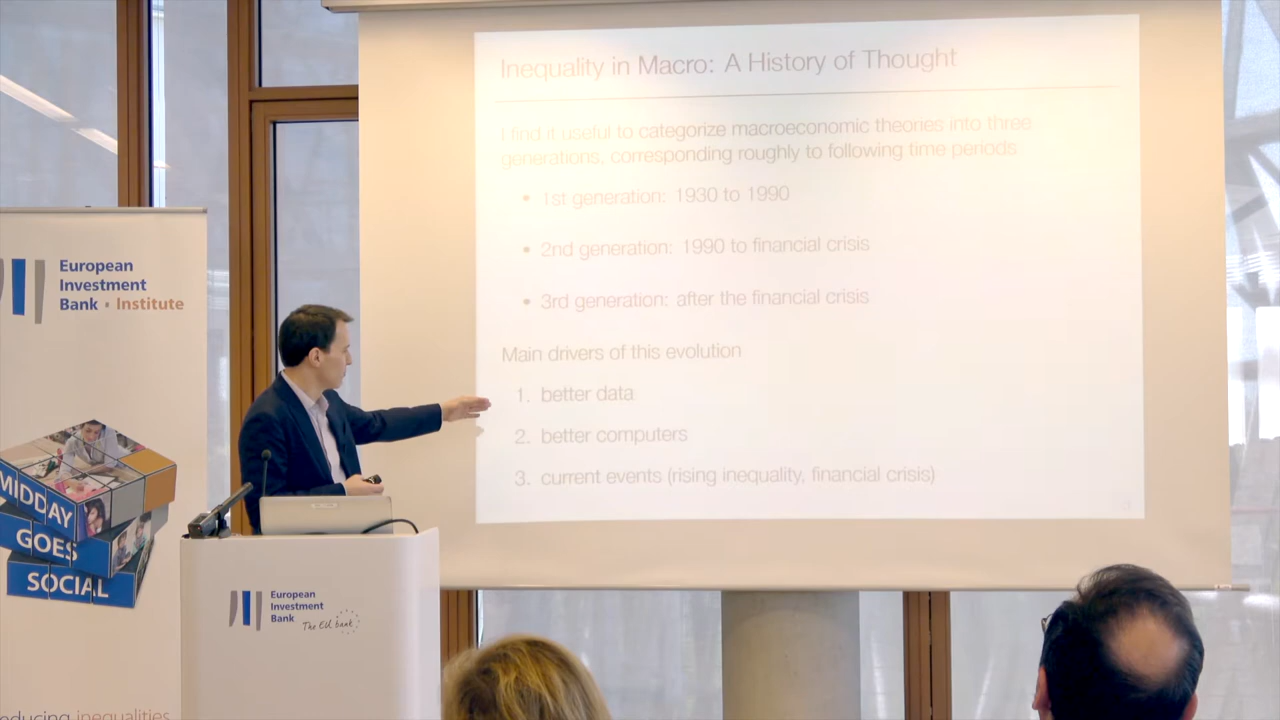 Inequality in Macro: A History of Thought
I find it useful to categorize macroeconomic theories into three
generations, corresponding roughly to following time periods
• 1st generation: 1930 to 1990
• 2nd generation: 1990 to financial crisis
• 3rd generation: after the financial crisis
Main drivers of this evolution
1. better data
2. better computers
3. current events (rising inequality, financial crisis)
European
Investment
Bank • Institute
MIDDAY
GOES
SOCIAL
inequalities
European
Investment
Bank
The EU bank